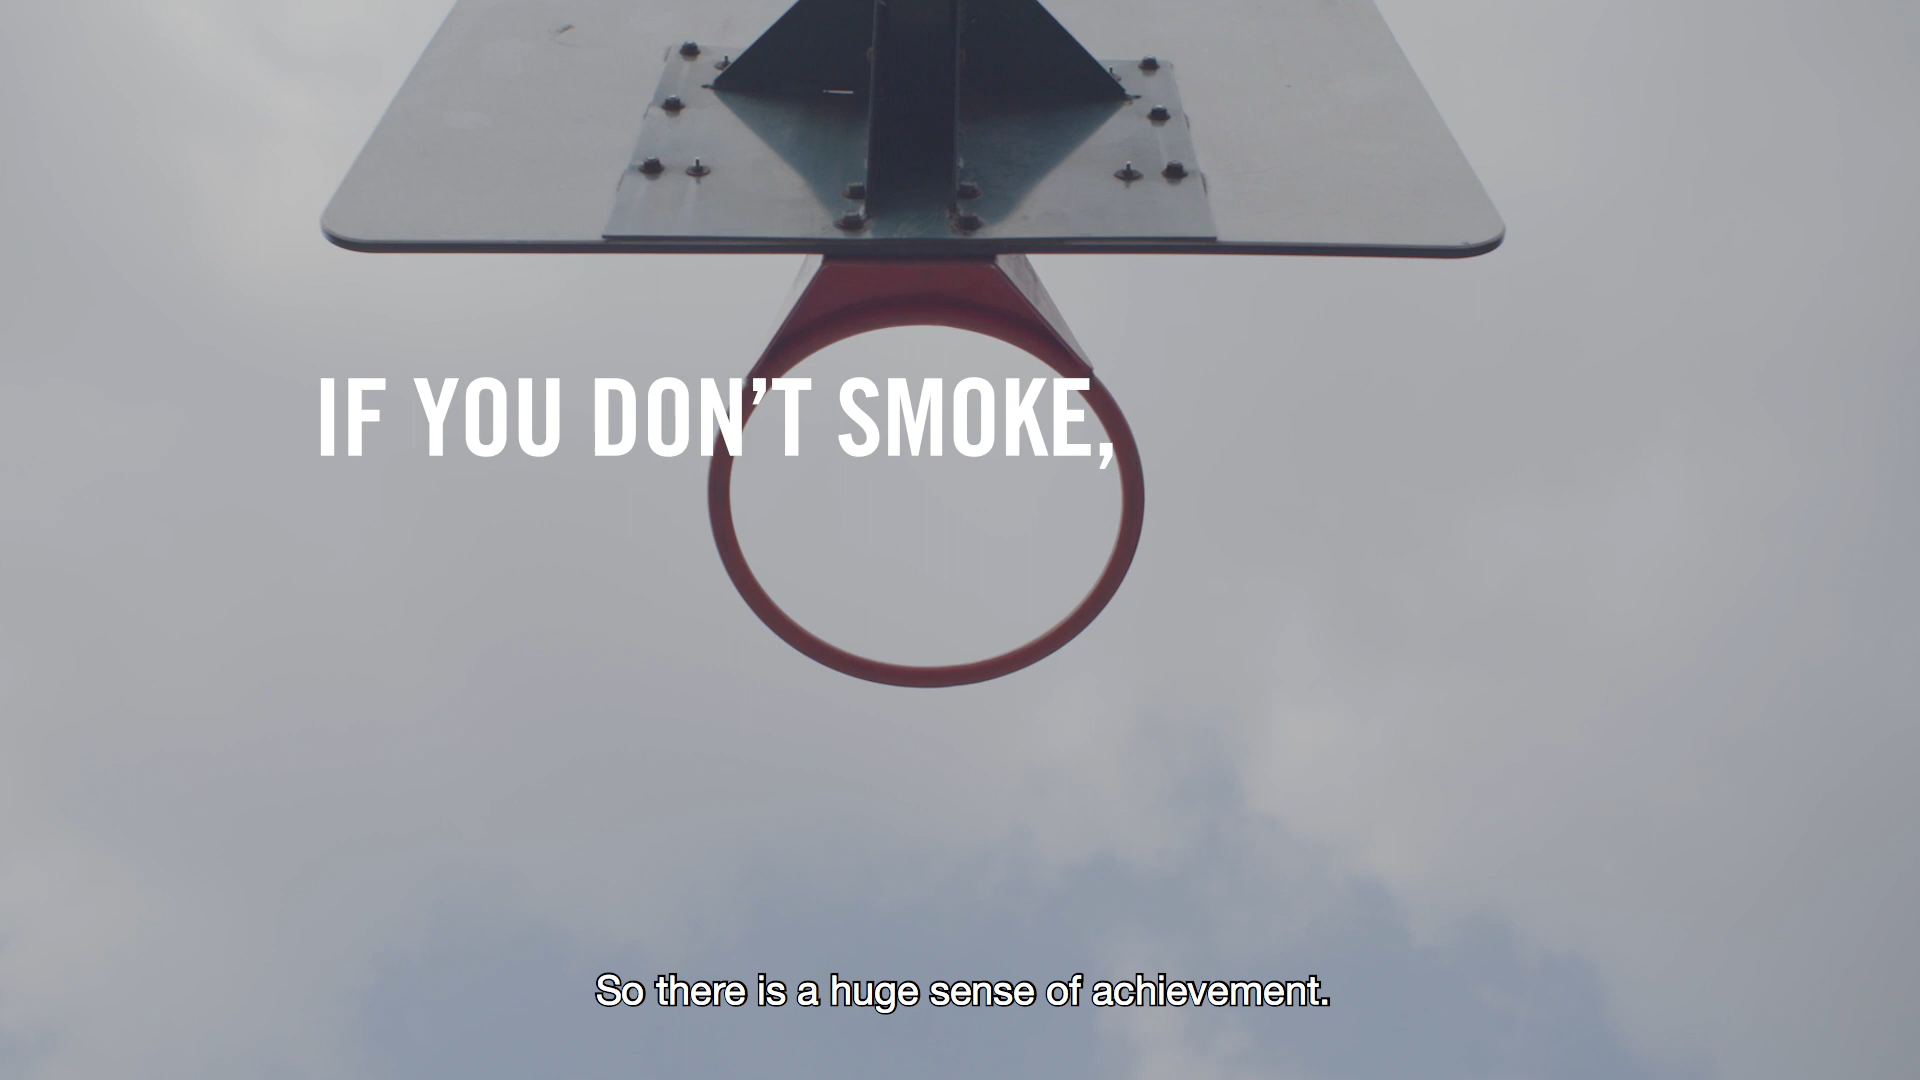 IF YOU DON’T SMOKE,
So there is a huge sense of achievement.